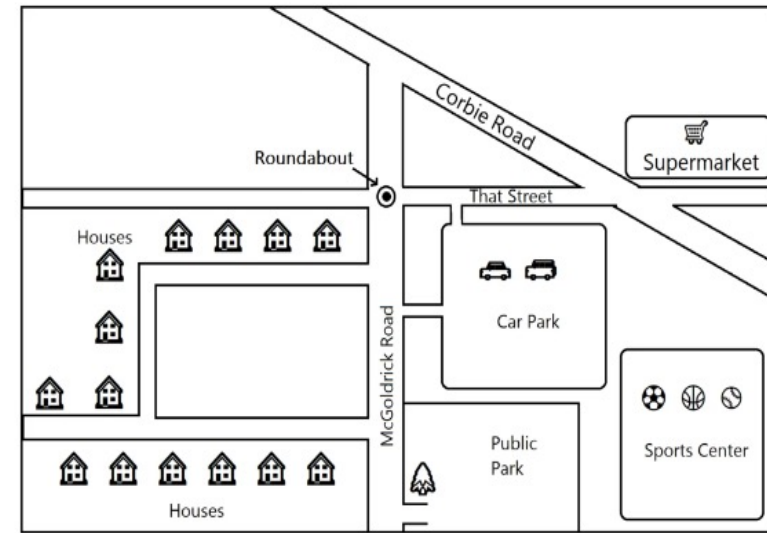 Corbie Road
Supermarket
Roundabout
That Street
Houses
Car Park
McGoldrick Road
Public
Park
Sports Center
Houses